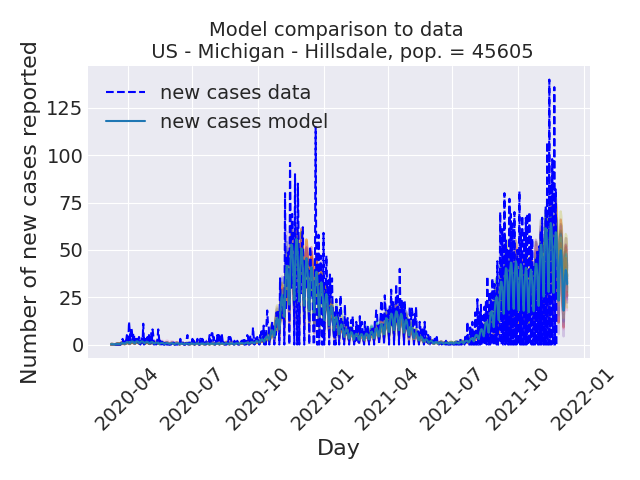 Model comparison to data
US - Michigan - Hillsdale, pop. = 45605
Number of new cases reported
new cases data
new cases model
125
100
75
50
25
0
2020-04
2020-07
2020-10
2021-01
2021-04
2021-07
2021-10
2022-01
Day